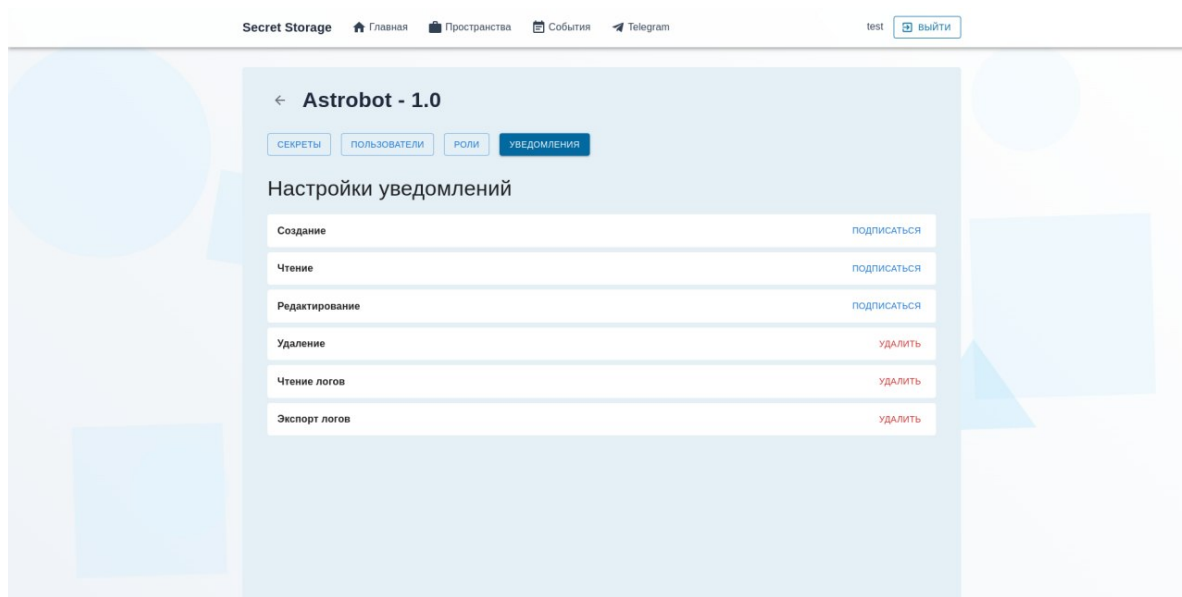 Secret Storage Главная Пространства События Telegram test ВЫЙТИ
Astrobot - 1.0
СЕКРЕТЫ ПОЛЬЗОВАТЕЛИ РОЛИ УВЕДОМЛЕНИЯ
Настройки уведомлений
Создание ПОДПИСАТЬСЯ
Чтение ПОДПИСАТЬСЯ
Редактирование ПОДПИСАТЬСЯ
Удаление УДАЛИТЬ
Чтение логов УДАЛИТЬ
Экспорт логов УДАЛИТЬ